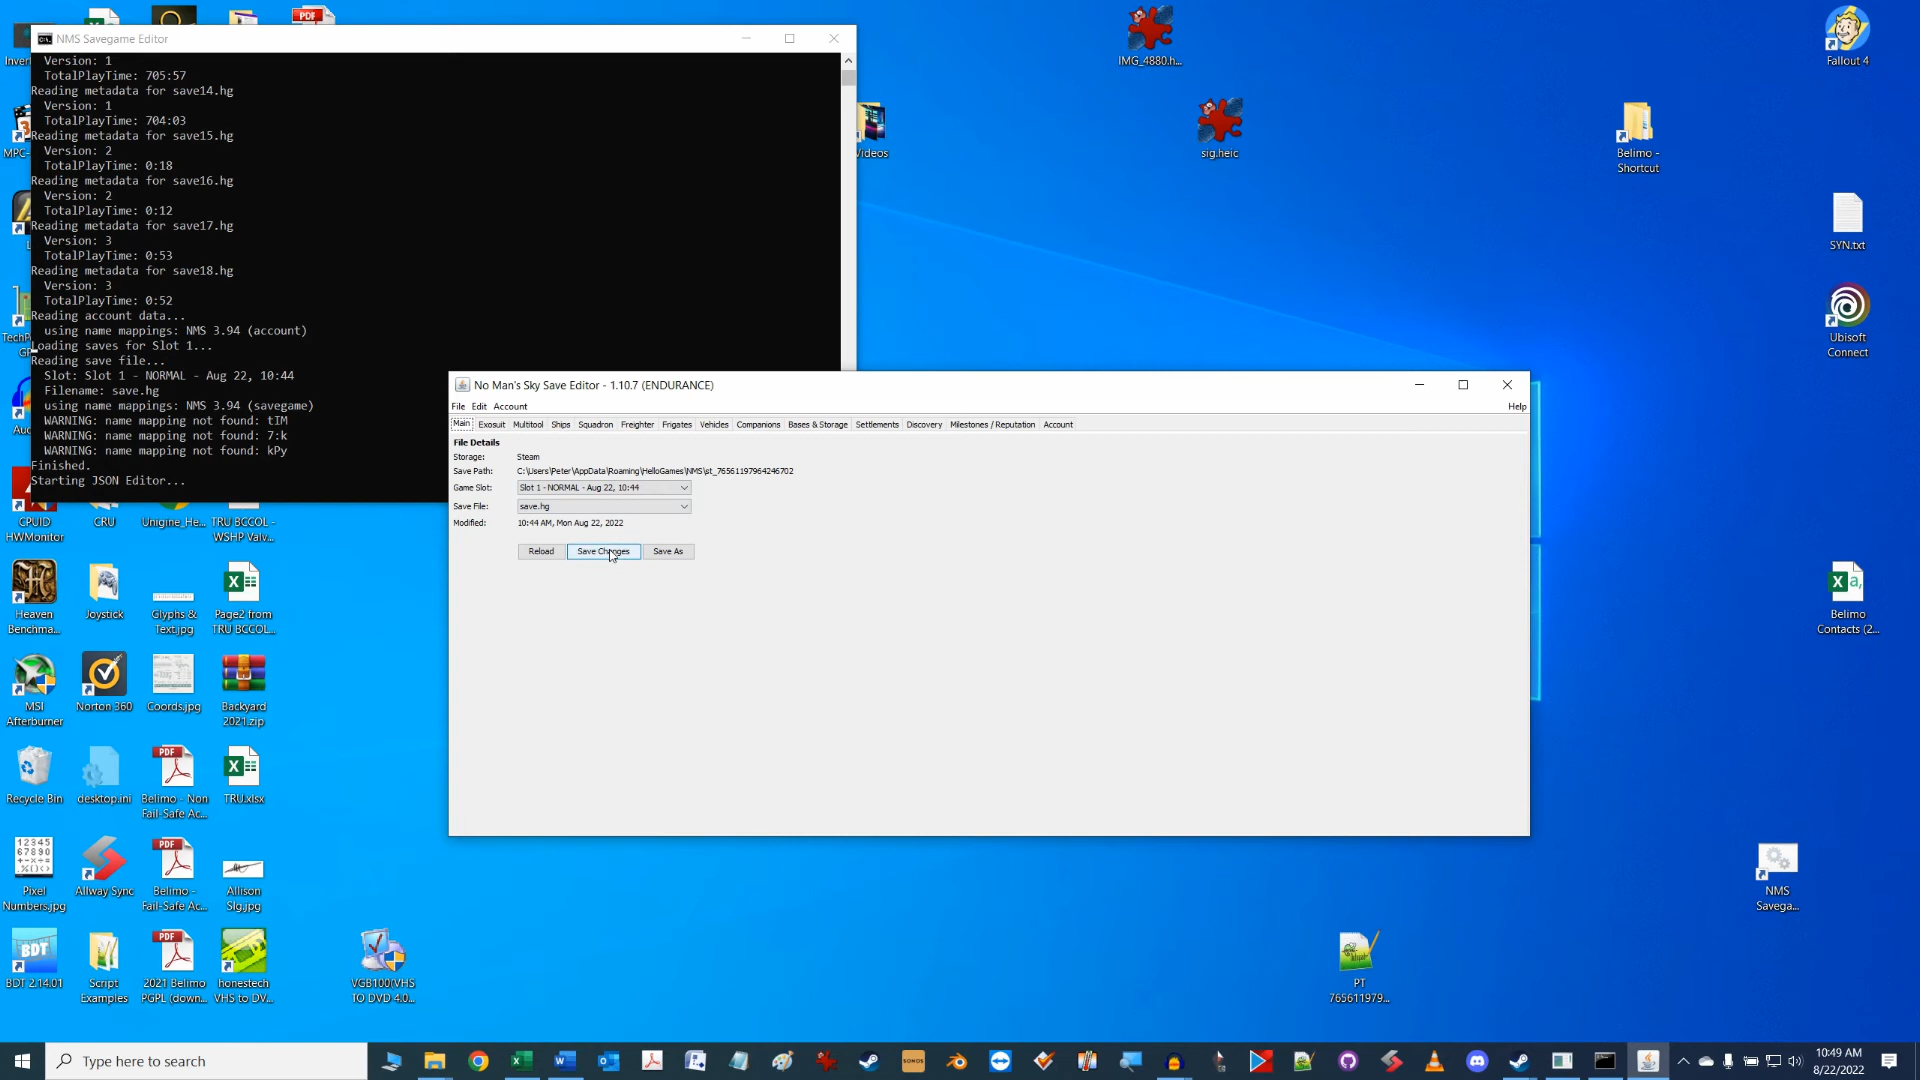 NMS Savegame Editor
Version: 1
TotalPlayTime: 705:57
Reading metadata for save14.hg
Version: 1
TotalPlayTime: 704:03
Reading metadata for save15.hg
Version: 2
TotalPlayTime: 0:18
Reading metadata for save16.hg
Version: 2
TotalPlayTime: 0:12
Reading metadata for save17.hg
Version: 3
TotalPlayTime: 0:53
Reading metadata for save18.hg
Version: 3
TotalPlayTime: 0:52
Reading account data...
using name mappings: NMS 3.94 (account)
Loading saves for Slot 1...
Reading save file...
Slot: Slot 1 - NORMAL - Aug 22, 10:44
Filename: save.hg
using name mappings: NMS 3.94 (savegame)
WARNING: name mapping not found: tIM
WARNING: name mapping not found: 7:k
WARNING: name mapping not found: kPy
Finished.
Starting JSON Editor...
No Man's Sky Save Editor - 1.10.7 (ENDURANCE)
File Edit Account Help
Main Exosuit Multitool Ships Squadron Freighter Frigates Vehicles Companions Bases & Storage Settlements Discovery Milestones / Reputation Account
File Details
Storage: Steam
Save Path: C:\Users\Peter\AppData\Roaming\HelloGames\NMS\st_76561197964246702
Game Slot: Slot 1 - NORMAL - Aug 22, 10:44
Save File: save.hg
Modified: 10:44 AM, Mon Aug 22, 2022
Reload Save Changes Save As
PDF
IMG_4880.h...
Fallout 4
Videos
sig.heic
Belimo -
Shortcut
SYN.txt
Ubisoft
Connect
MPC-
CPUID
HWMonitor
CRU
Unigine_He...
TRU BCCOL -
WSHP Valv...
Heaven
Benchma...
Joystick
Glyphs &
Text.jpg
Page2 from
TRU BCCOL...
Belimo
Contacts (2...
MSI
Afterburner
Norton 360
Coords.jpg
Backyard
2021.zip
Recycle Bin
desktop.ini
PDF
Belimo - Non
Fail-Safe Ac...
TRU.xlsx
12345
67890
Pixel
Numbers.jpg
Allway Sync
PDF
Belimo -
Fail-Safe Ac...
Allison
Sig.jpg
NMS
Savega...
BDT
BDT 2.14.01
Script
Examples
PDF
2021 Belimo
PGPL (down...
honestech
VHS to DV...
VGB100(VHS
TO DVD 4.0...
PT
765611979...
Type here to search
SONOS
10:49 AM
8/22/2022